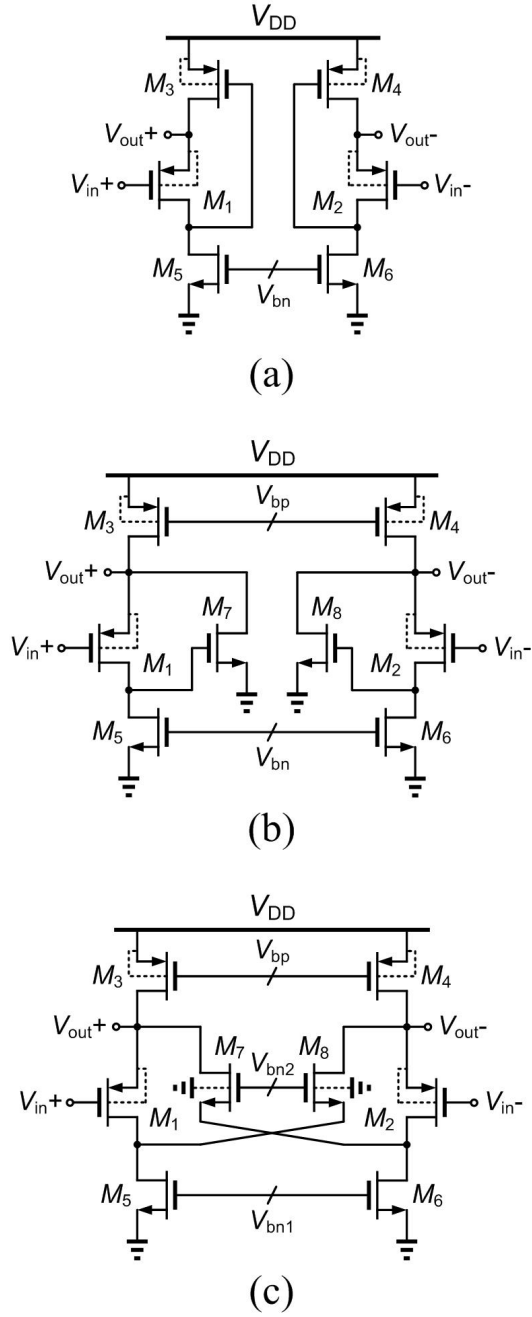 VDD
M3 M4
Vout+ Vout-
Vin+ M1 M2 Vin-
M5 Vbn M6
(a)
VDD
M3 Vbp M4
Vout+ Vout-
M7 M8
Vin+ M1 M2 Vin-
M5 Vbn M6
(b)
VDD
M3 Vbp M4
Vout+ Vout-
M7 Vbn2 M8
Vin+ M1 M2 Vin-
M5 Vbn1 M6
(c)